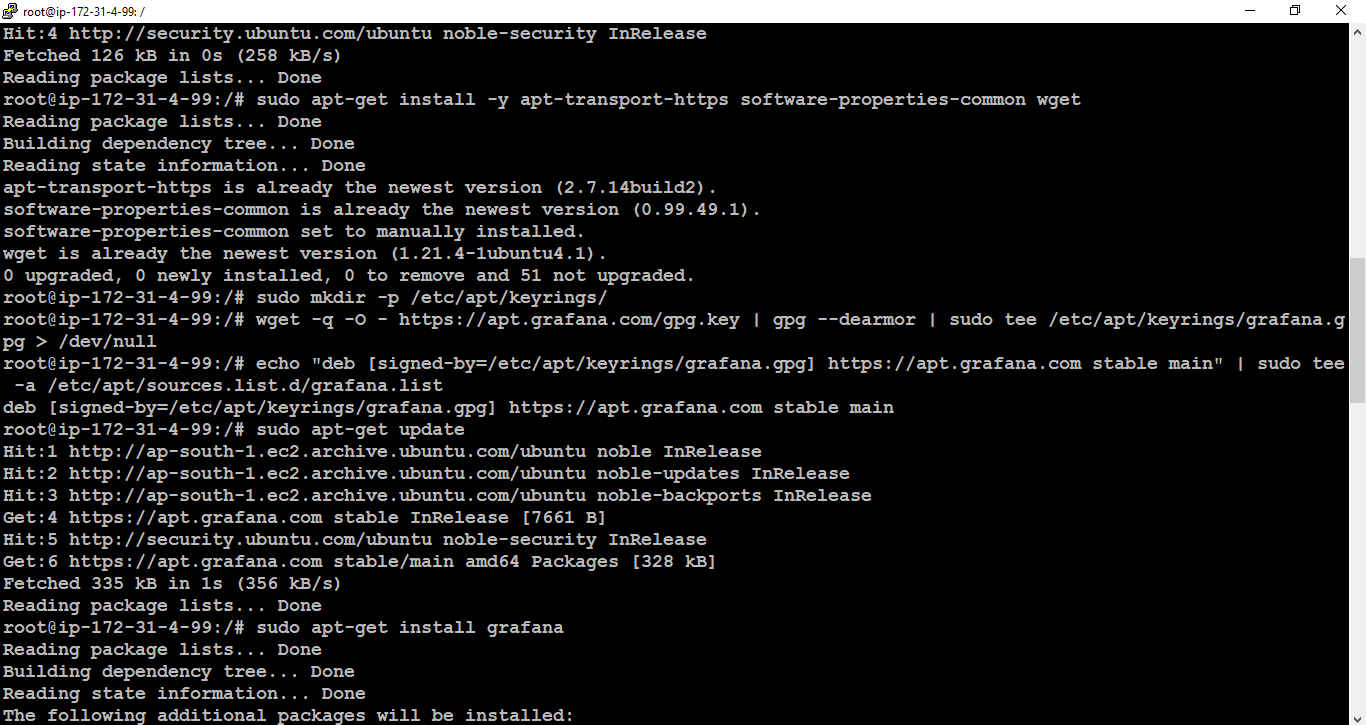 root@ip-172-31-4-99: /
Hit:4 http://security.ubuntu.com/ubuntu noble-security InRelease
Fetched 126 kB in 0s (258 kB/s)
Reading package lists... Done
root@ip-172-31-4-99:/# sudo apt-get install -y apt-transport-https software-properties-common wget
Reading package lists... Done
Building dependency tree... Done
Reading state information... Done
apt-transport-https is already the newest version (2.7.14build2).
software-properties-common is already the newest version (0.99.49.1).
software-properties-common set to manually installed.
wget is already the newest version (1.21.4-1ubuntu4.1).
0 upgraded, 0 newly installed, 0 to remove and 51 not upgraded.
root@ip-172-31-4-99:/# sudo mkdir -p /etc/apt/keyrings/
root@ip-172-31-4-99:/# wget -q -O - https://apt.grafana.com/gpg.key | gpg --dearmor | sudo tee /etc/apt/keyrings/grafana.g
pg > /dev/null
root@ip-172-31-4-99:/# echo "deb [signed-by=/etc/apt/keyrings/grafana.gpg] https://apt.grafana.com stable main" | sudo tee
 -a /etc/apt/sources.list.d/grafana.list
deb [signed-by=/etc/apt/keyrings/grafana.gpg] https://apt.grafana.com stable main
root@ip-172-31-4-99:/# sudo apt-get update
Hit:1 http://ap-south-1.ec2.archive.ubuntu.com/ubuntu noble InRelease
Hit:2 http://ap-south-1.ec2.archive.ubuntu.com/ubuntu noble-updates InRelease
Hit:3 http://ap-south-1.ec2.archive.ubuntu.com/ubuntu noble-backports InRelease
Get:4 https://apt.grafana.com stable InRelease [7661 B]
Hit:5 http://security.ubuntu.com/ubuntu noble-security InRelease
Get:6 https://apt.grafana.com stable/main amd64 Packages [328 kB]
Fetched 335 kB in 1s (356 kB/s)
Reading package lists... Done
root@ip-172-31-4-99:/# sudo apt-get install grafana
Reading package lists... Done
Building dependency tree... Done
Reading state information... Done
The following additional packages will be installed: